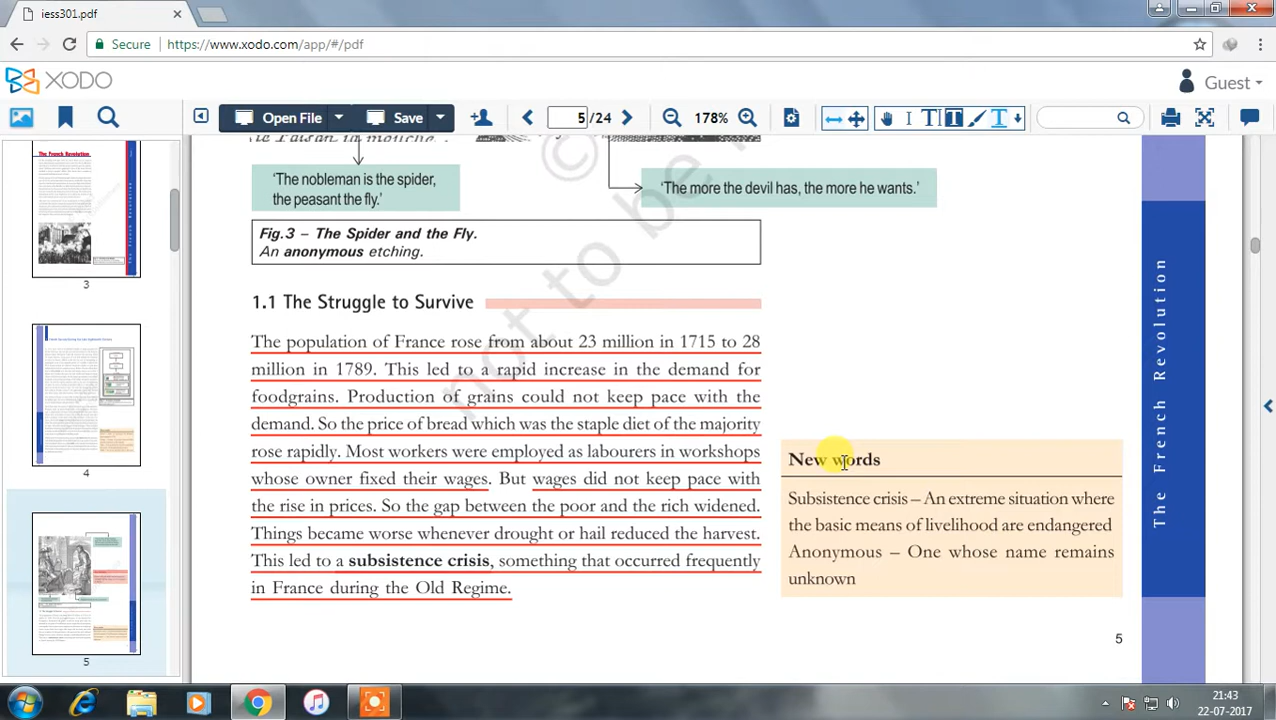 iess301.pdf
Secure
https://www.xodo.com/app/#/pdf
XODO
Guest
Open File
Save
5 /24
178%
'The nobleman is the spider,
the peasant the fly.'
'The more the devil has, the more he wants.'
Fig.3 – The Spider and the Fly.
An anonymous etching.
not to be
1.1 The Struggle to Survive
The population of France rose from about 23 million in 1715 to 28
million in 1789. This led to a rapid increase in the demand for
foodgrains. Production of grains could not keep pace with the
demand. So the price of bread which was the staple diet of the majority
rose rapidly. Most workers were employed as labourers in workshops
whose owner fixed their wages. But wages did not keep pace with
the rise in prices. So the gap between the poor and the rich widened.
Things became worse whenever drought or hail reduced the harvest.
This led to a subsistence crisis, something that occurred frequently
in France during the Old Regime.
New words
Subsistence crisis – An extreme situation where
the basic means of livelihood are endangered
Anonymous – One whose name remains
unknown
The French Revolution
5
The French Revolution
3
4
5
21:43
22-07-2017